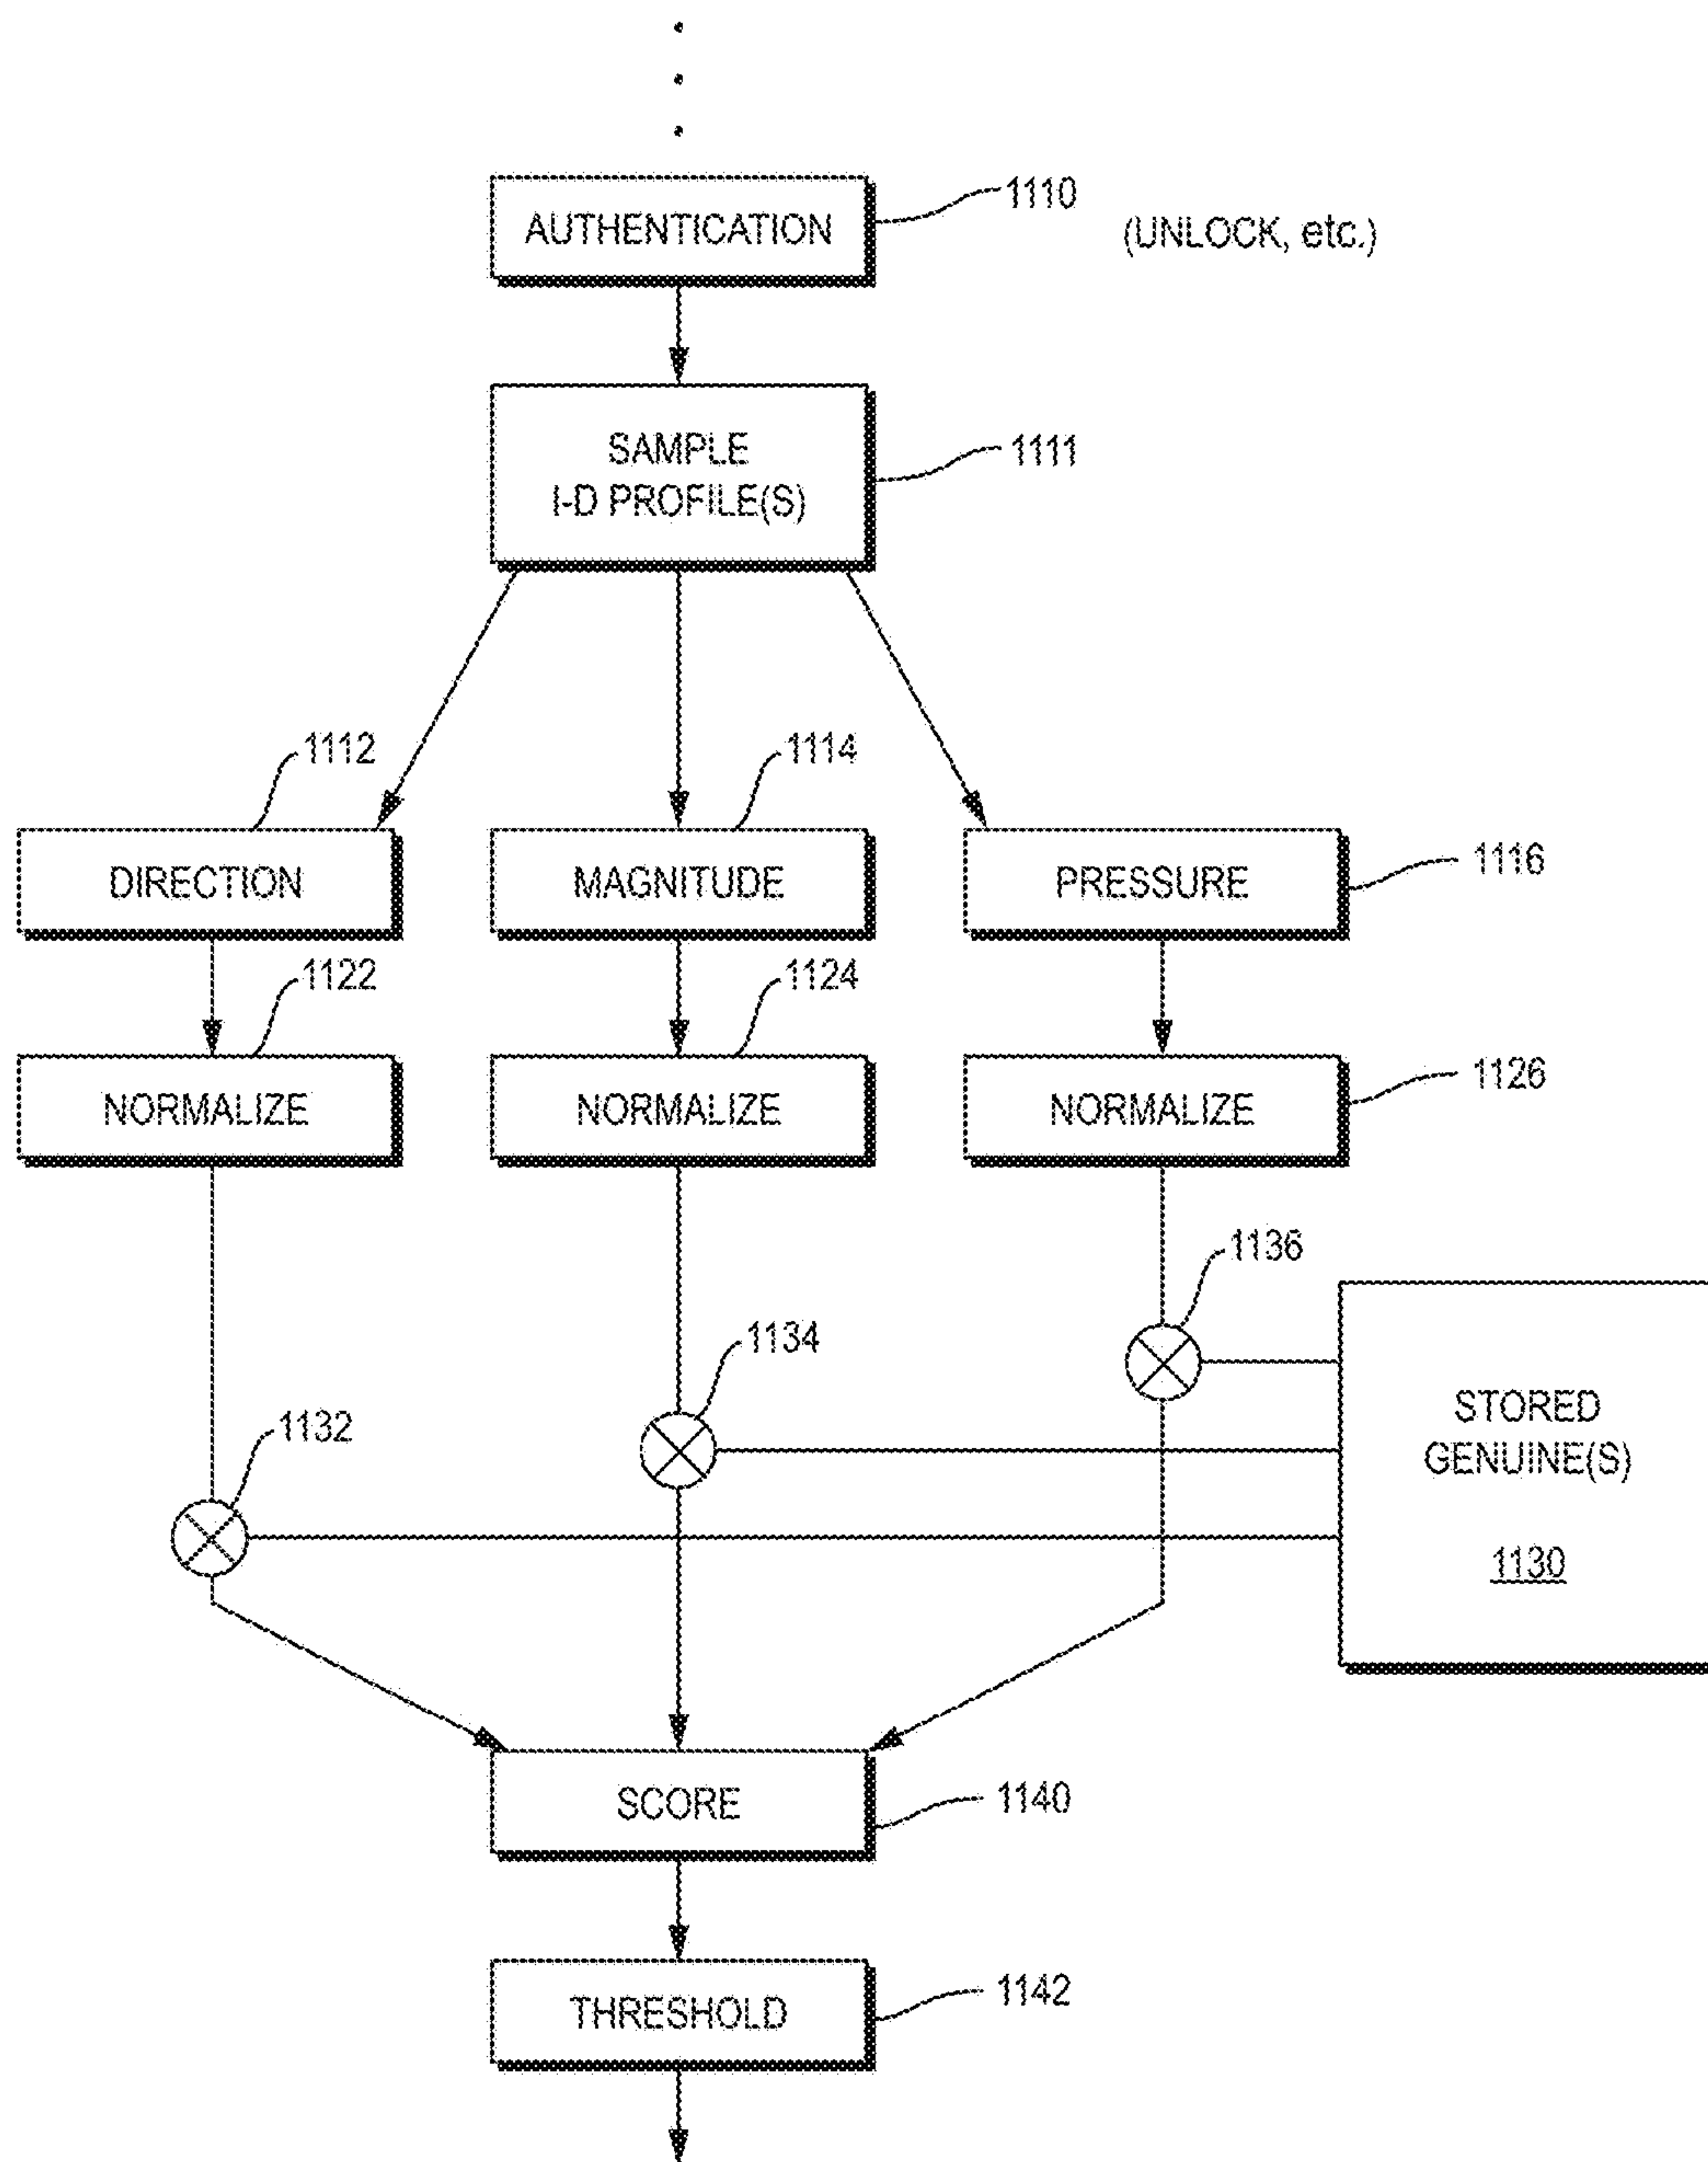 1110
AUTHENTICATION
(UNLOCK, etc.)
SAMPLE
I-D PROFILE(S)
1111
1112
1114
DIRECTION
MAGNITUDE
PRESSURE
1116
1122
1124
NORMALIZE
NORMALIZE
NORMALIZE
1126
1136
1134
1132
STORED
GENUINE(S)
1130
SCORE
1140
THRESHOLD
1142